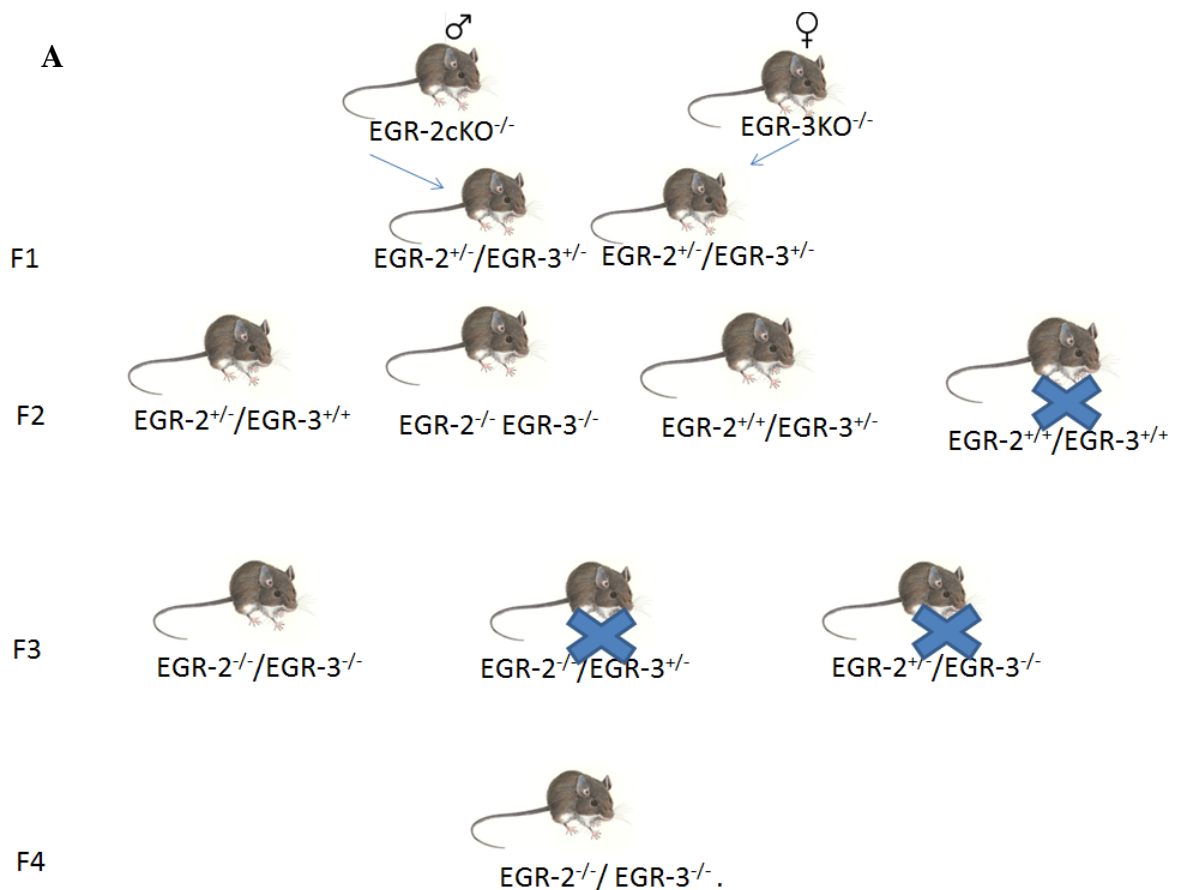 ♂ ♀
A
EGR-2cKO-/- EGR-3KO-/-
F1 EGR-2+/-/EGR-3+/- EGR-2+/-/EGR-3+/-
F2 EGR-2+/-/EGR-3+/+ EGR-2-/- EGR-3-/- EGR-2+/+/EGR-3+/- EGR-2+/+/EGR-3+/+
F3 EGR-2-/-/EGR-3-/- EGR-2-/-/EGR-3+/- EGR-2+/-/EGR-3-/-
F4 EGR-2-/-/ EGR-3-/- .